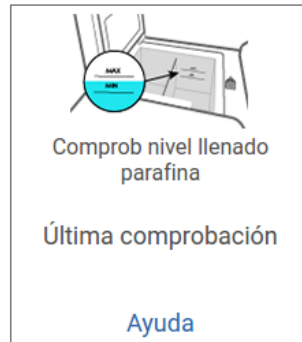 MAX
MIN
Comprob nivel llenado
parafina
Última comprobación
Ayuda